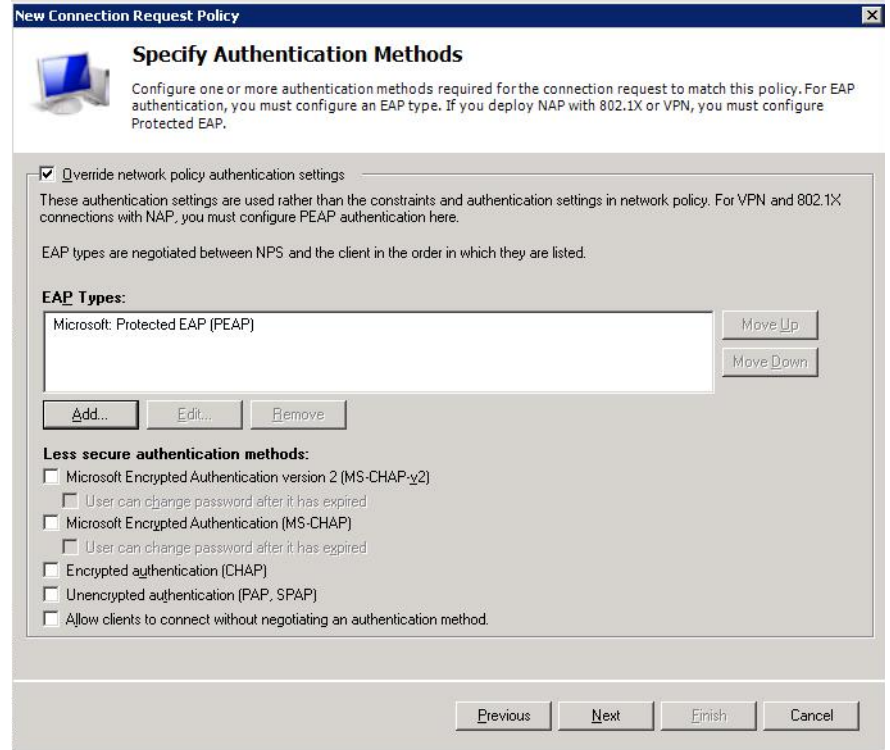 New Connection Request Policy
Specify Authentication Methods
Configure one or more authentication methods required for the connection request to match this policy. For EAP
authentication, you must configure an EAP type. If you deploy NAP with 802.1X or VPN, you must configure
Protected EAP.
Override network policy authentication settings
These authentication settings are used rather than the constraints and authentication settings in network policy. For VPN and 802.1X
connections with NAP, you must configure PEAP authentication here.
EAP types are negotiated between NPS and the client in the order in which they are listed.
EAP Types:
Microsoft: Protected EAP (PEAP)
Move Up
Move Down
Add...
Edit...
Remove
Less secure authentication methods:
Microsoft Encrypted Authentication version 2 (MS-CHAP-v2)
User can change password after it has expired
Microsoft Encrypted Authentication (MS-CHAP)
User can change password after it has expired
Encrypted authentication (CHAP)
Unencrypted authentication (PAP, SPAP)
Allow clients to connect without negotiating an authentication method.
Previous
Next
Finish
Cancel